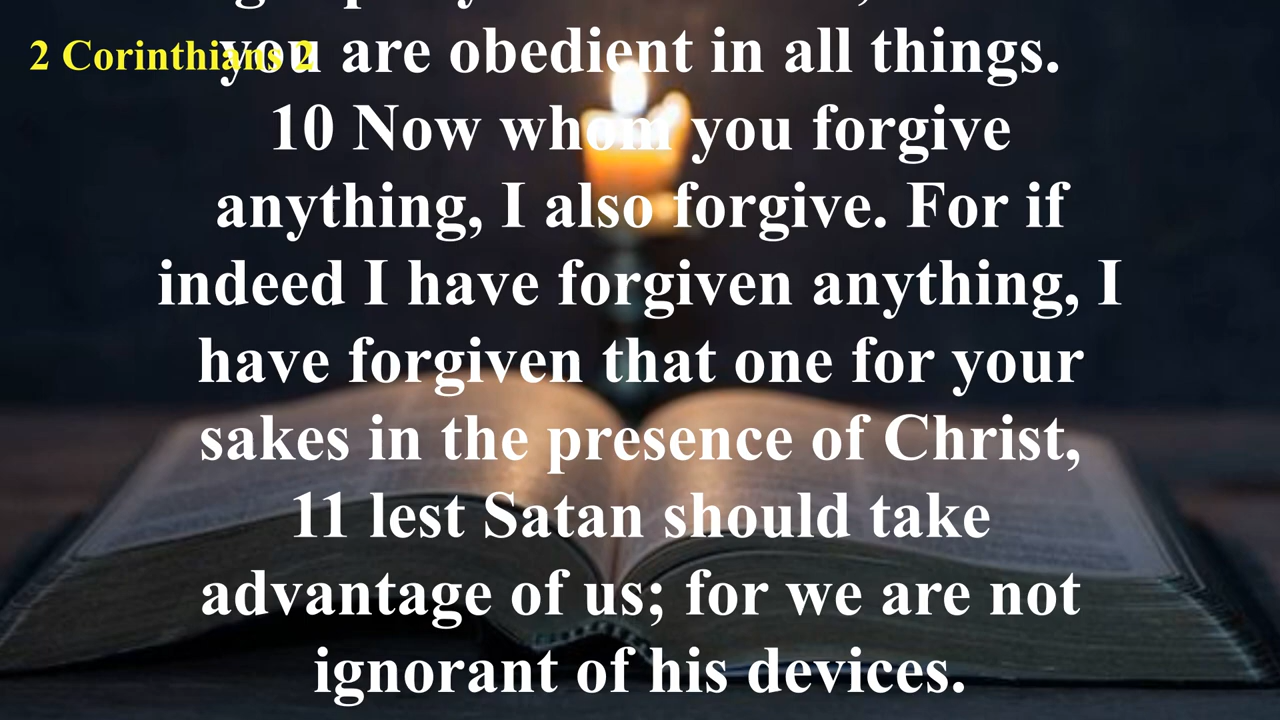 2 Corinthians 2
you are obedient in all things.
10 Now whom you forgive
anything, I also forgive. For if
indeed I have forgiven anything, I
have forgiven that one for your
sakes in the presence of Christ,
11 lest Satan should take
advantage of us; for we are not
ignorant of his devices.